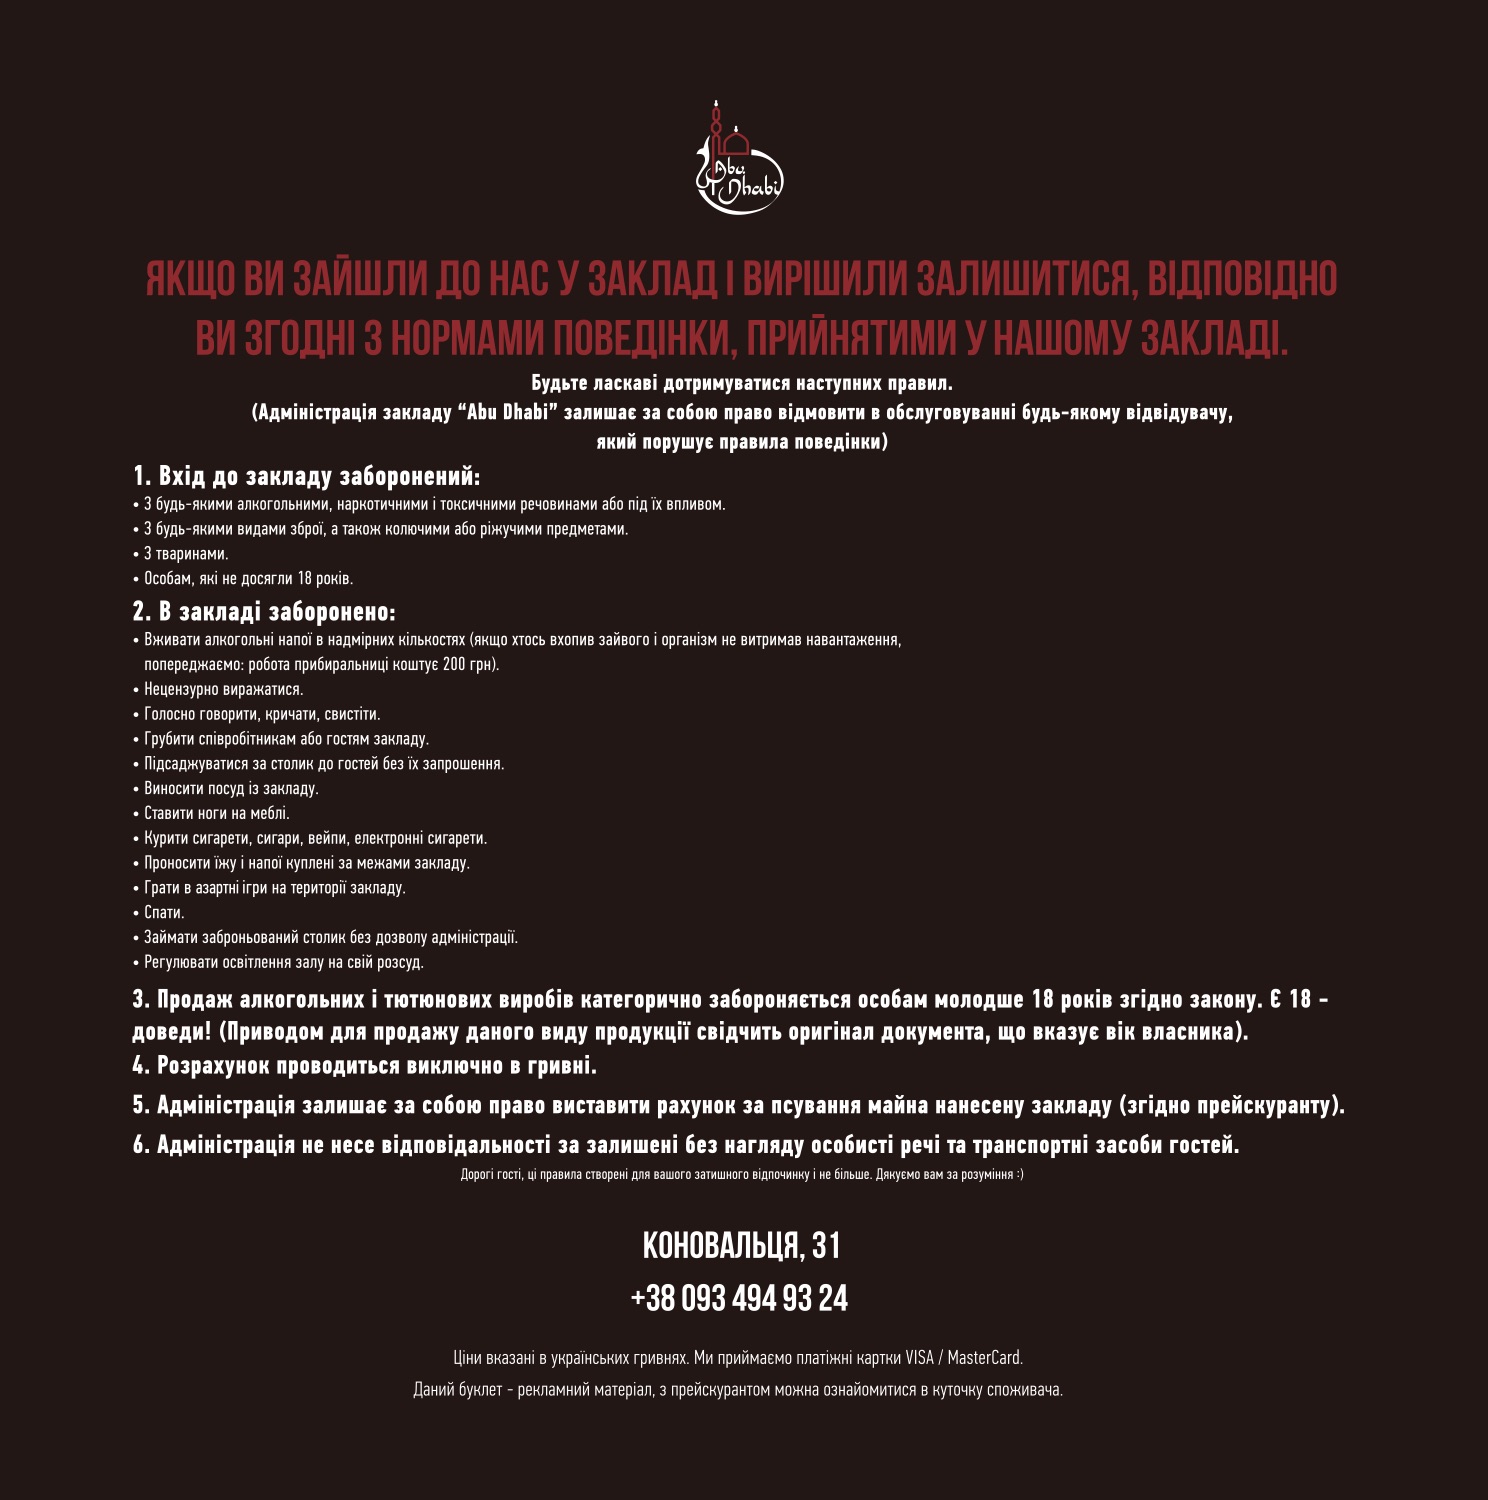 Abu
Dhabi
ЯКЩО ВИ ЗАЙШЛИ ДО НАС У ЗАКЛАД І ВИРІШИЛИ ЗАЛИШИТИСЯ, ВІДПОВІДНО
ВИ ЗГОДНІ З НОРМАМИ ПОВЕДІНКИ, ПРИЙНЯТИМИ У НАШОМУ ЗАКЛАДІ.
Будьте ласкаві дотримуватися наступних правил.
(Адміністрація закладу “Abu Dhabi” залишає за собою право відмовити в обслуговуванні будь-якому відвідувачу,
який порушує правила поведінки)
1. Вхід до закладу заборонений:
• З будь-якими алкогольними, наркотичними і токсичними речовинами або під їх впливом.
• З будь-якими видами зброї, а також колючими або ріжучими предметами.
• З тваринами.
• Особам, які не досягли 18 років.
2. В закладі заборонено:
• Вживати алкогольні напої в надмірних кількостях (якщо хтось вхопив зайвого і організм не витримав навантаження,
попереджаємо: робота прибиральниці коштує 200 грн).
• Нецензурно виражатися.
• Голосно говорити, кричати, свистіти.
• Грубити співробітникам або гостям закладу.
• Підсаджуватися за столик до гостей без їх запрошення.
• Виносити посуд із закладу.
• Ставити ноги на меблі.
• Курити сигарети, сигари, вейпи, електронні сигарети.
• Проносити їжу і напої куплені за межами закладу.
• Грати в азартні ігри на території закладу.
• Спати.
• Займати заброньований столик без дозволу адміністрації.
• Регулювати освітлення залу на свій розсуд.
3. Продаж алкогольних і тютюнових виробів категорично забороняється особам молодше 18 років згідно закону. Є 18 -
доведи! (Приводом для продажу даного виду продукції свідчить оригінал документа, що вказує вік власника).
4. Розрахунок проводиться виключно в гривні.
5. Адміністрація залишає за собою право виставити рахунок за псування майна нанесену закладу (згідно прейскуранту).
6. Адміністрація не несе відповідальності за залишені без нагляду особисті речі та транспортні засоби гостей.
Дорогі гості, ці правила створені для вашого затишного відпочинку і не більше. Дякуємо вам за розуміння :)
КОНОВАЛЬЦЯ, 31
+38 093 494 93 24
Ціни вказані в українських гривнях. Ми приймаємо платіжні картки VISA / MasterCard.
Даний буклет - рекламний матеріал, з прейскурантом можна ознайомитися в куточку споживача.